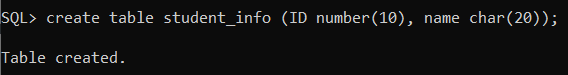 SQL> create table student_info (ID number(10), name char(20));
Table created.